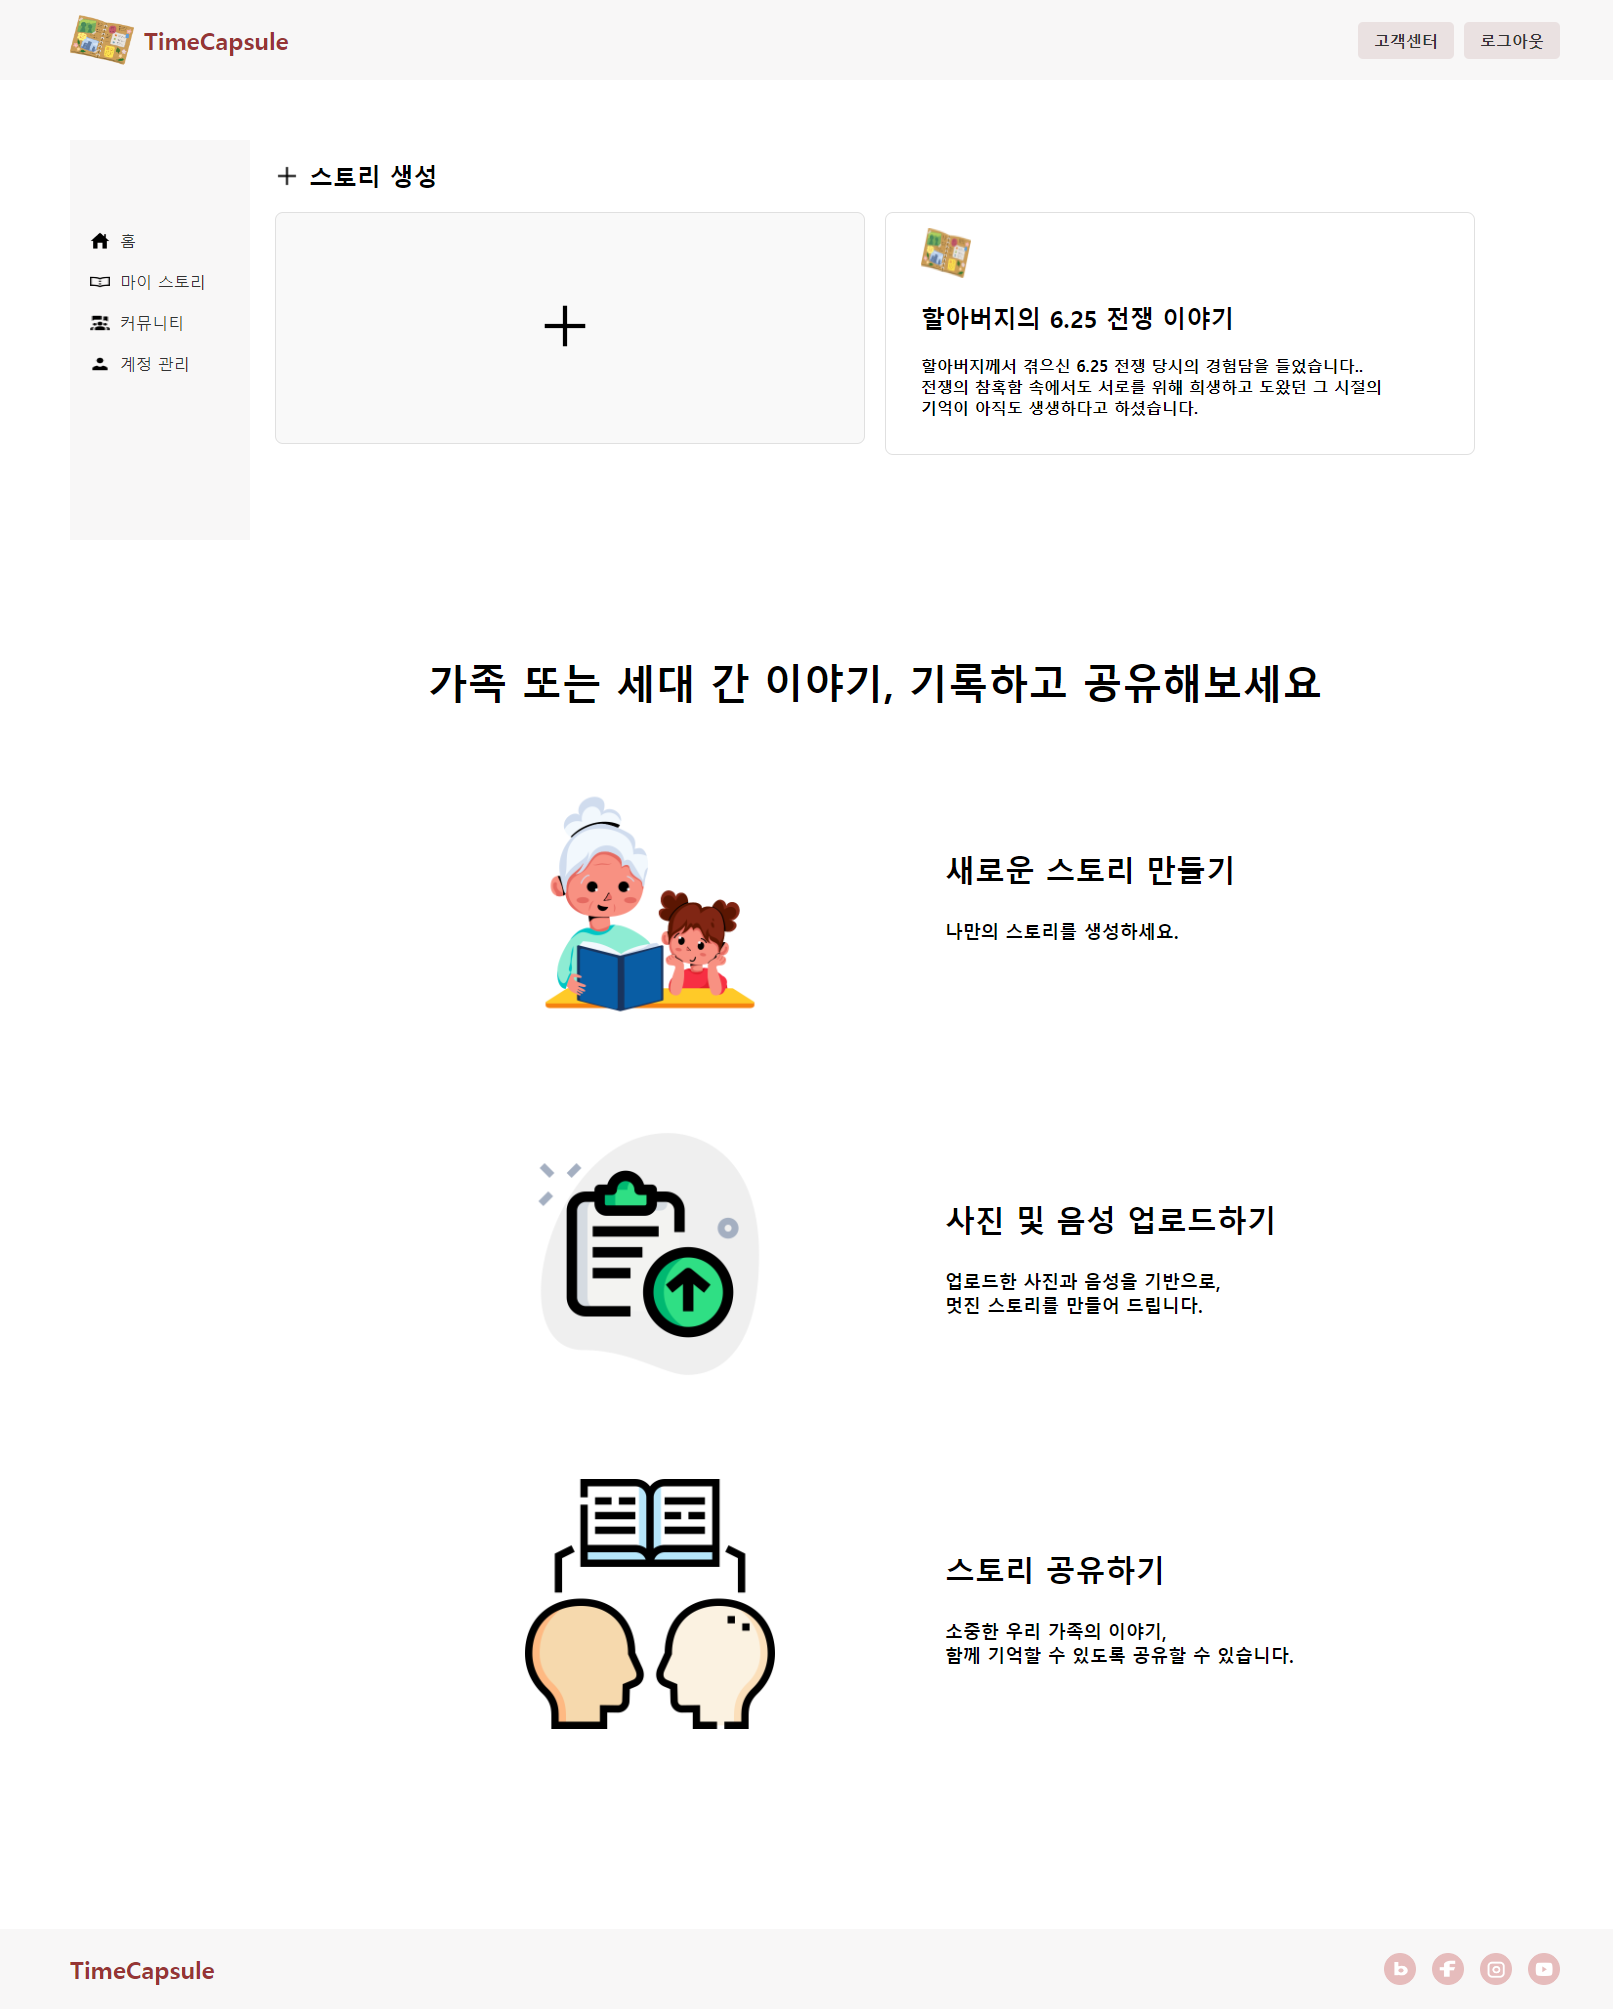 TimeCapsule
고객센터
로그아웃
홈
마이 스토리
커뮤니티
계정 관리
스토리 생성
할아버지의 6.25 전쟁 이야기
할아버지께서 겪으신 6.25 전쟁 당시의 경험담을 들었습니다..
전쟁의 참혹함 속에서도 서로를 위해 희생하고 도왔던 그 시절의
기억이 아직도 생생하다고 하셨습니다.
가족 또는 세대 간 이야기, 기록하고 공유해보세요
새로운 스토리 만들기
나만의 스토리를 생성하세요.
사진 및 음성 업로드하기
업로드한 사진과 음성을 기반으로,
멋진 스토리를 만들어 드립니다.
스토리 공유하기
소중한 우리 가족의 이야기,
함께 기억할 수 있도록 공유할 수 있습니다.
TimeCapsule